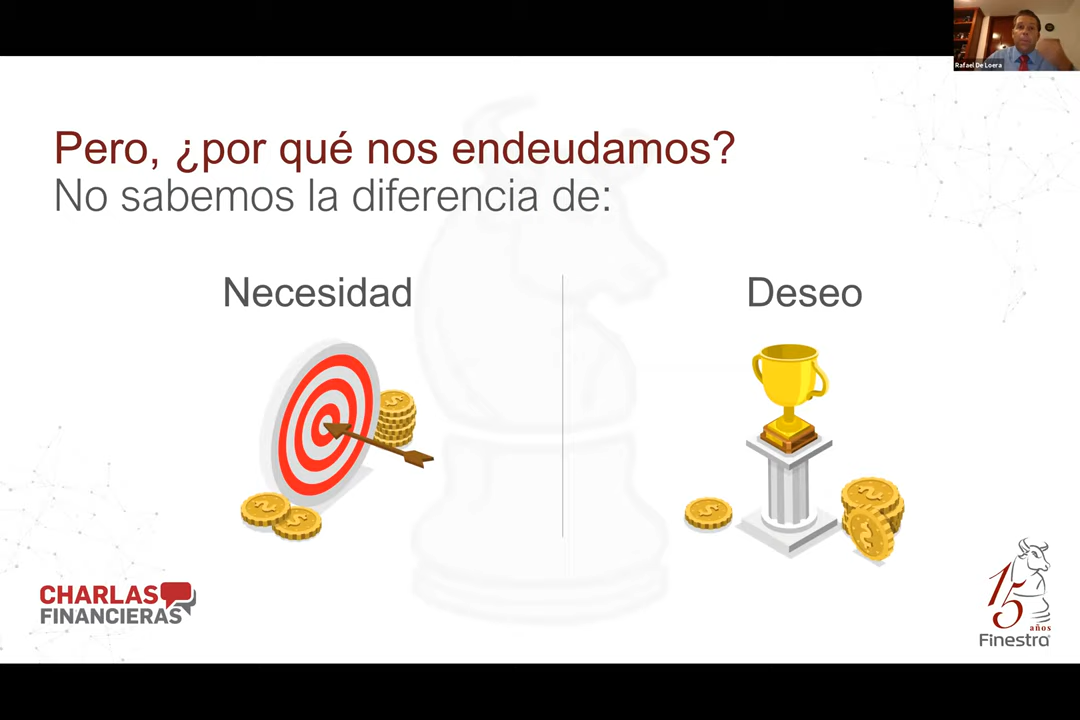 Rafael De Loera
Pero, ¿por qué nos endeudamos?
No sabemos la diferencia de:
Necesidad
Deseo
CHARLAS
FINANCIERAS
15
años
Finestra